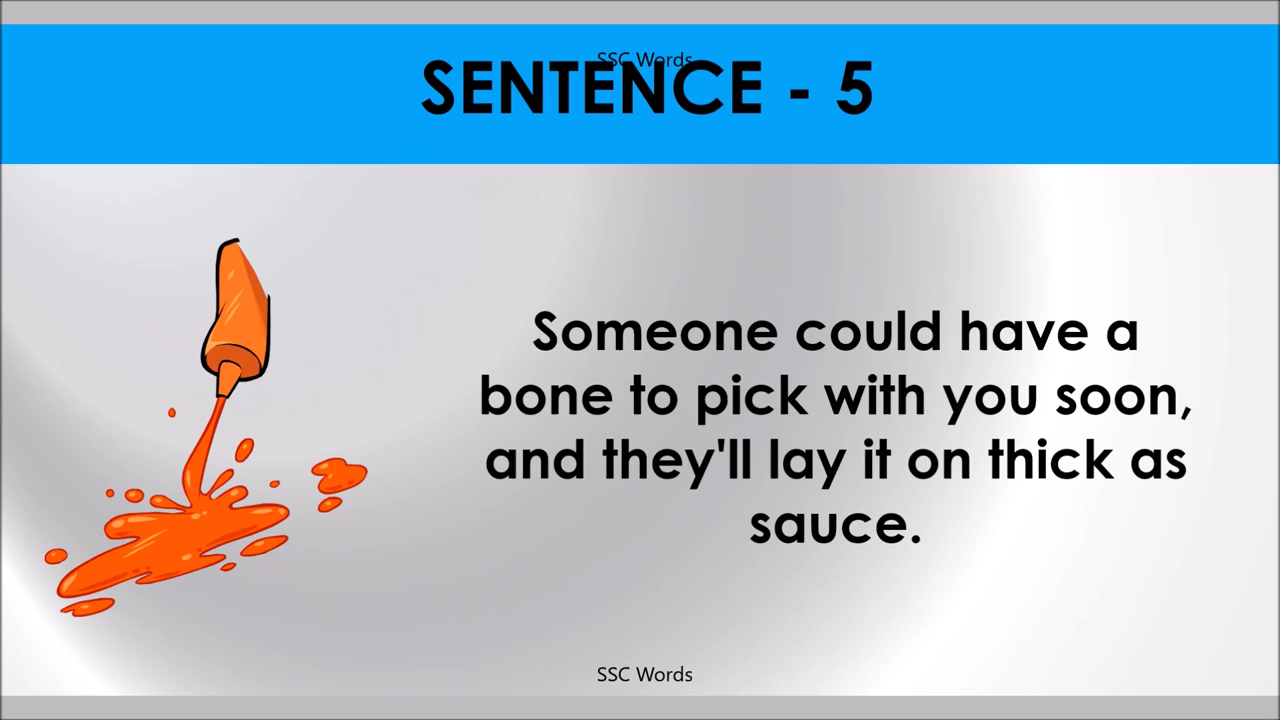 SSC Words
SENTENCE - 5
Someone could have a
bone to pick with you soon,
and they'll lay it on thick as
sauce.
SSC Words